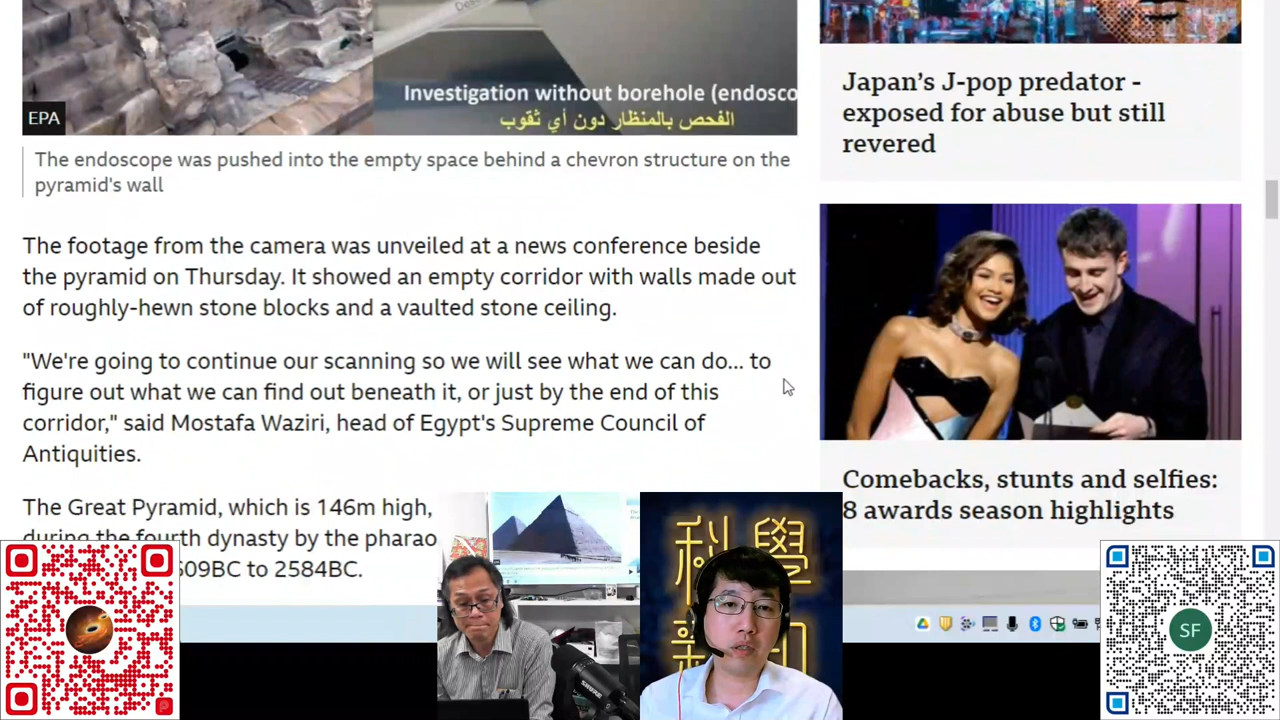 Investigation without borehole (endosco
الفحص بالمنظار دون أي ثقوب
EPA
The endoscope was pushed into the empty space behind a chevron structure on the
pyramid's wall
The footage from the camera was unveiled at a news conference beside
the pyramid on Thursday. It showed an empty corridor with walls made out
of roughly-hewn stone blocks and a vaulted stone ceiling.
"We're going to continue our scanning so we will see what we can do... to
figure out what we can find out beneath it, or just by the end of this
corridor," said Mostafa Waziri, head of Egypt's Supreme Council of
Antiquities.
The Great Pyramid, which is 146m high,
during the fourth dynasty by the pharao
609BC to 2584BC.
Japan's J-pop predator -
exposed for abuse but still
revered
Comebacks, stunts and selfies:
8 awards season highlights
科學
新知
SHURE
SF